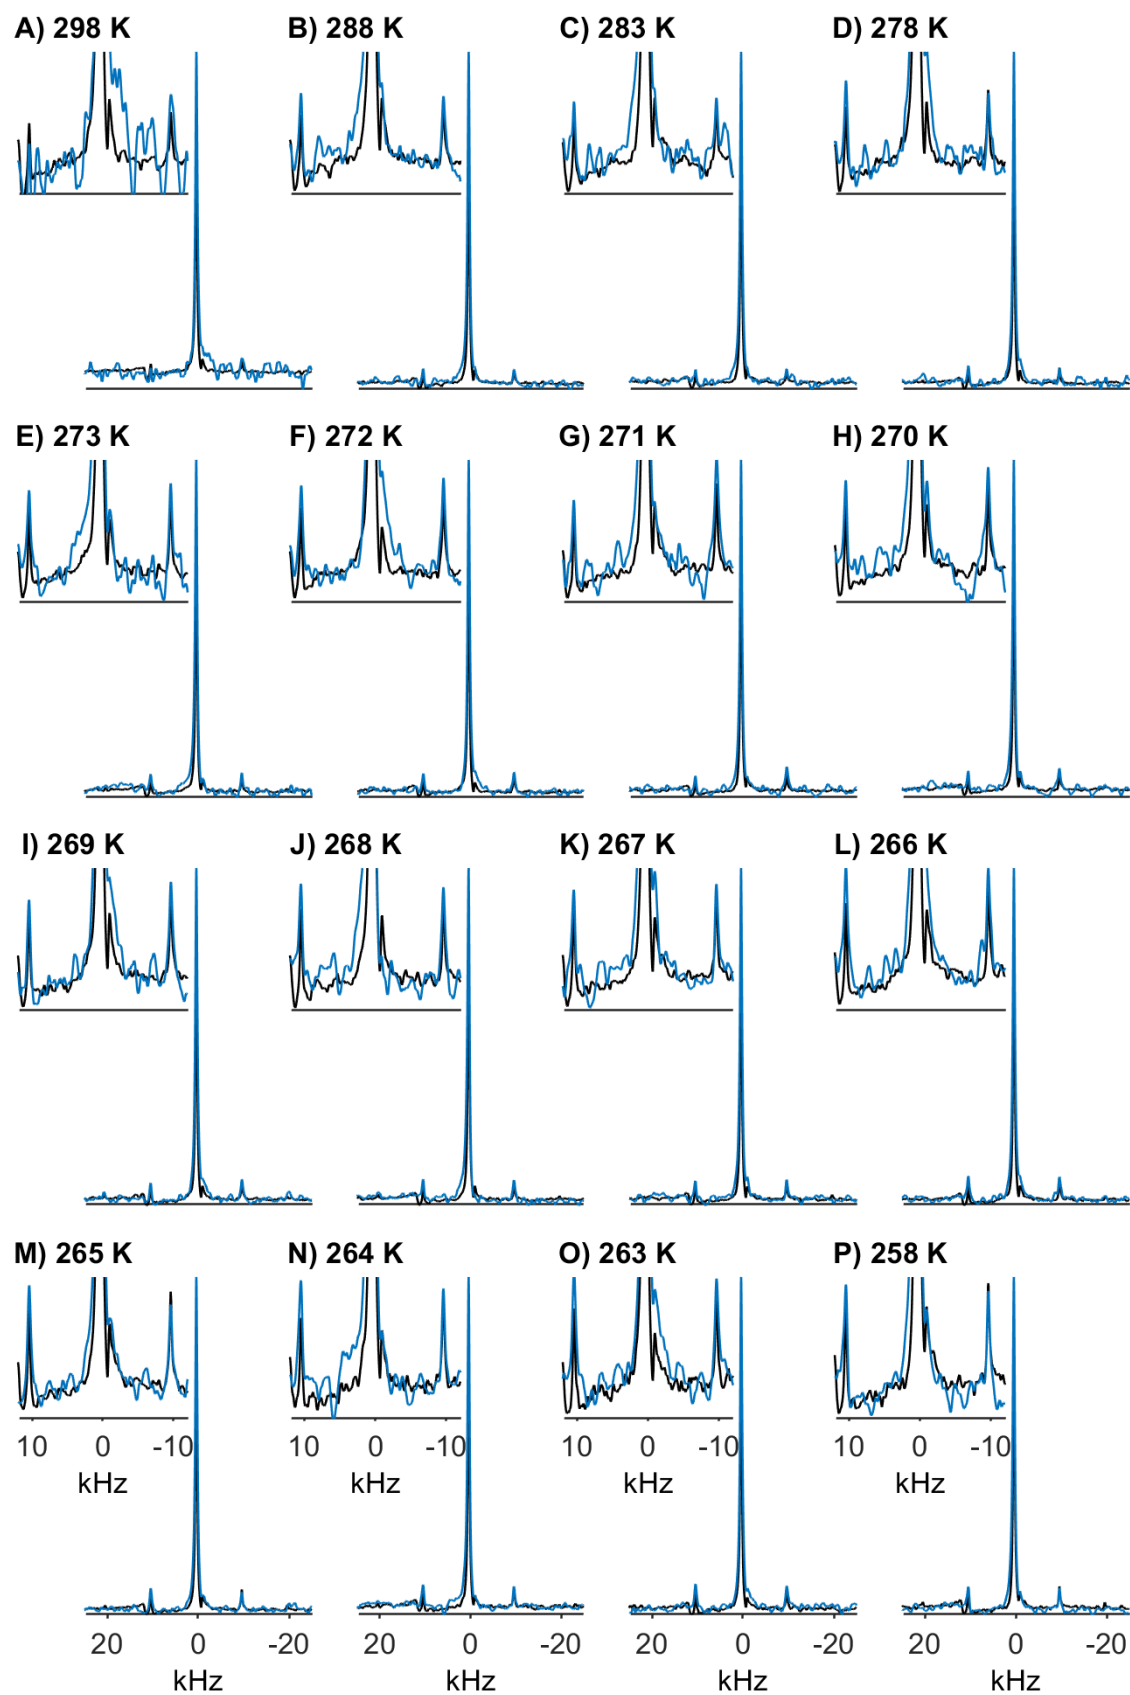 A) 298 K B) 288 K C) 283 K D) 278 K
E) 273 K F) 272 K G) 271 K H) 270 K
I) 269 K J) 268 K K) 267 K L) 266 K
M) 265 K N) 264 K O) 263 K P) 258 K
10 0 -10 10 0 -10 10 0 -10 10 0 -10
kHz kHz kHz kHz
20 0 -20 20 0 -20 20 0 -20 20 0 -20
kHz kHz kHz kHz